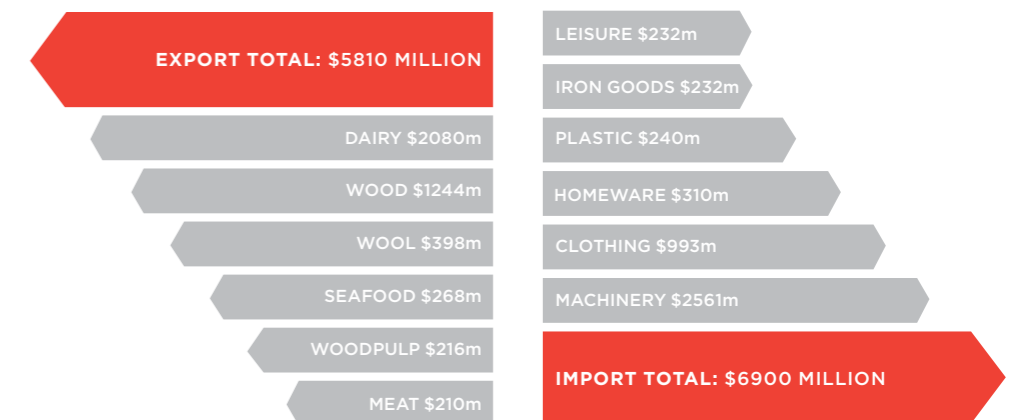 EXPORT TOTAL: $5810 MILLION
DAIRY $2080m
WOOD $1244m
WOOL $398m
SEAFOOD $268m
WOODPULP $216m
MEAT $210m
LEISURE $232m
IRON GOODS $232m
PLASTIC $240m
HOMEWARE $310m
CLOTHING $993m
MACHINERY $2561m
IMPORT TOTAL: $6900 MILLION